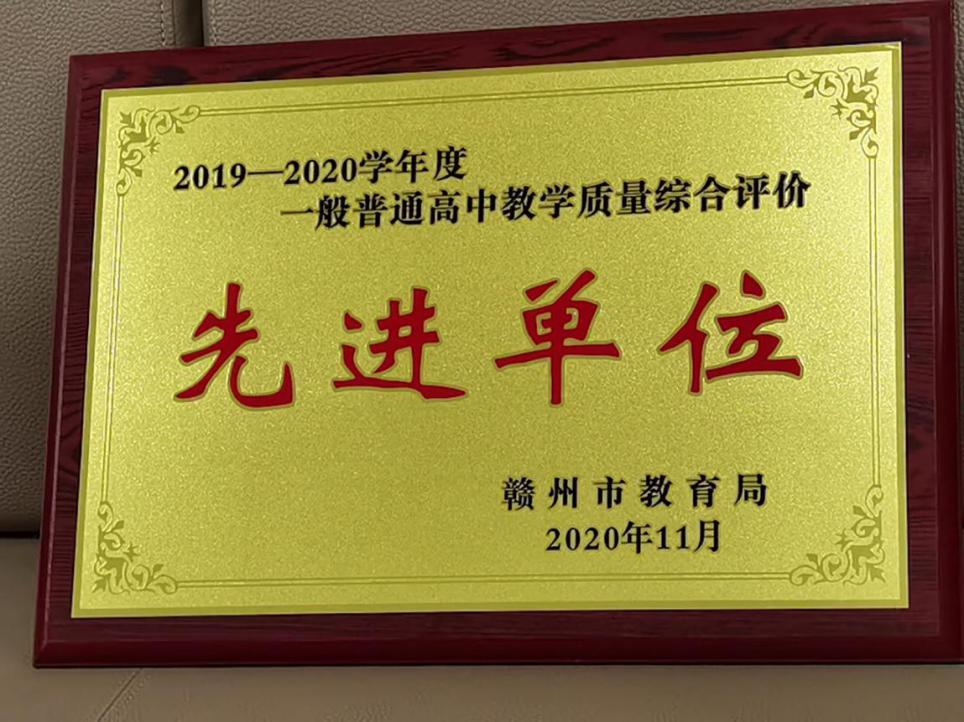 2019—2020学年度
一般普通高中教学质量综合评价
先进单位
赣州市教育局
2020年11月